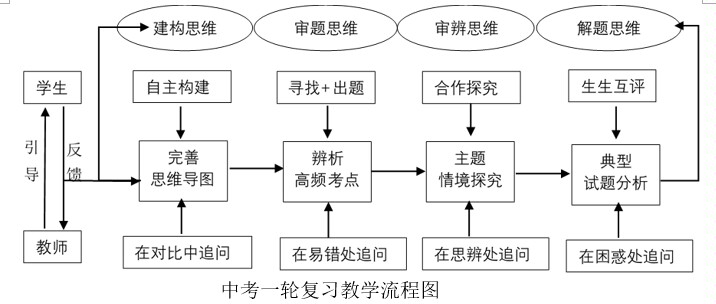 建构思维
审题思维
审辨思维
解题思维
学生
自主构建
寻找+出题
合作探究
生生互评
引导
反馈
完善
思维导图
辨析
高频考点
主题
情境探究
典型
试题分析
教师
在对比中追问
在易错处追问
在思辨处追问
在困惑处追问
中考一轮复习教学流程图